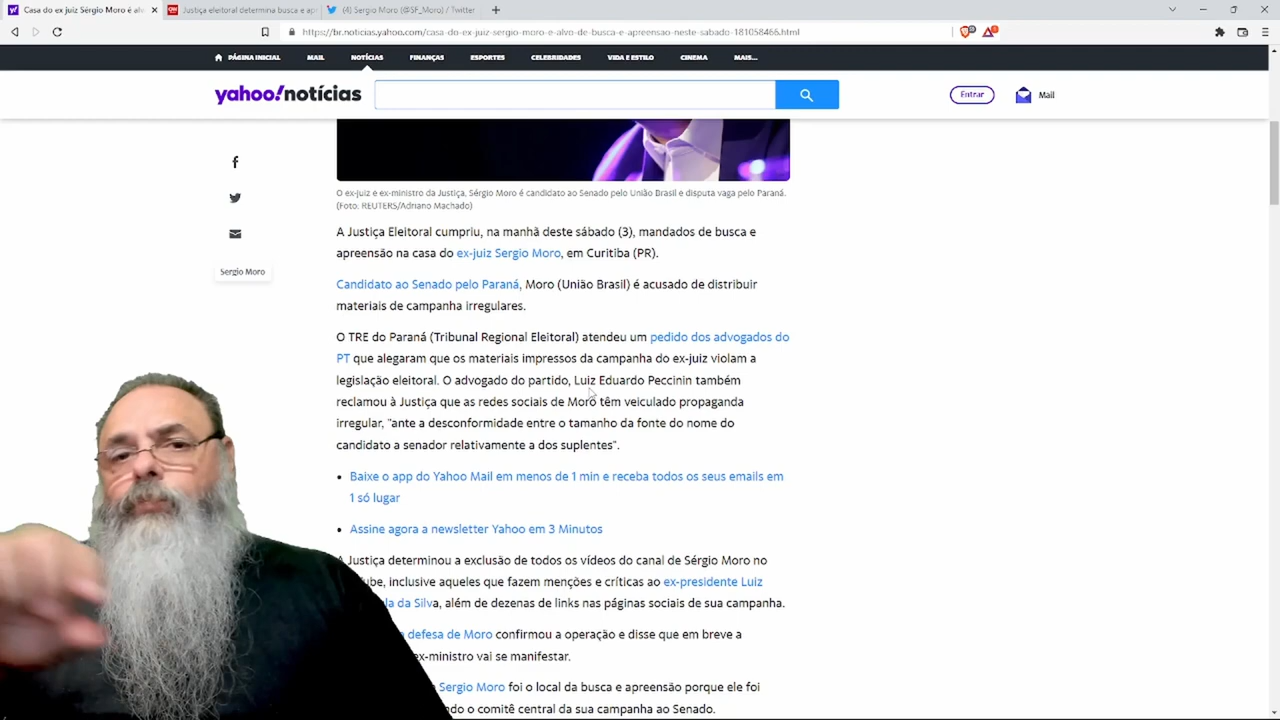 Casa do ex juiz Sérgio Moro é alv
Justiça eleitoral determina busca e apr
(4) Sergio Moro (@SF_Moro) / Twitter
https://br.noticias.yahoo.com/casa-do-ex-juiz-sergio-moro-e-alvo-de-busca-e-apreensao-neste-sabado-181058466.html
PÁGINA INICIAL MAIL NOTÍCIAS FINANÇAS ESPORTES CELEBRIDADES VIDA E ESTILO CINEMA MAIS...
yahoo!notícias
Entrar
Mail
O ex-juiz e ex-ministro da Justiça, Sérgio Moro é candidato ao Senado pelo União Brasil e disputa vaga pelo Paraná.
(Foto: REUTERS/Adriano Machado)
A Justiça Eleitoral cumpriu, na manhã deste sábado (3), mandados de busca e
apreensão na casa do ex-juiz Sergio Moro, em Curitiba (PR).
Sergio Moro
Candidato ao Senado pelo Paraná, Moro (União Brasil) é acusado de distribuir
materiais de campanha irregulares.
O TRE do Paraná (Tribunal Regional Eleitoral) atendeu um pedido dos advogados do
PT que alegaram que os materiais impressos da campanha do ex-juiz violam a
legislação eleitoral. O advogado do partido, Luiz Eduardo Peccinin também
reclamou à Justiça que as redes sociais de Moro têm veiculado propaganda
irregular, "ante a desconformidade entre o tamanho da fonte do nome do
candidato a senador relativamente a dos suplentes".
• Baixe o app do Yahoo Mail em menos de 1 min e receba todos os seus emails em
1 só lugar
• Assine agora a newsletter Yahoo em 3 Minutos
A Justiça determinou a exclusão de todos os vídeos do canal de Sérgio Moro no
ube, inclusive aqueles que fazem menções e críticas ao ex-presidente Luiz
la da Silva, além de dezenas de links nas páginas sociais de sua campanha.
defesa de Moro confirmou a operação e disse que em breve a
ex-ministro vai se manifestar.
Sergio Moro foi o local da busca e apreensão porque ele foi
do o comitê central da sua campanha ao Senado.